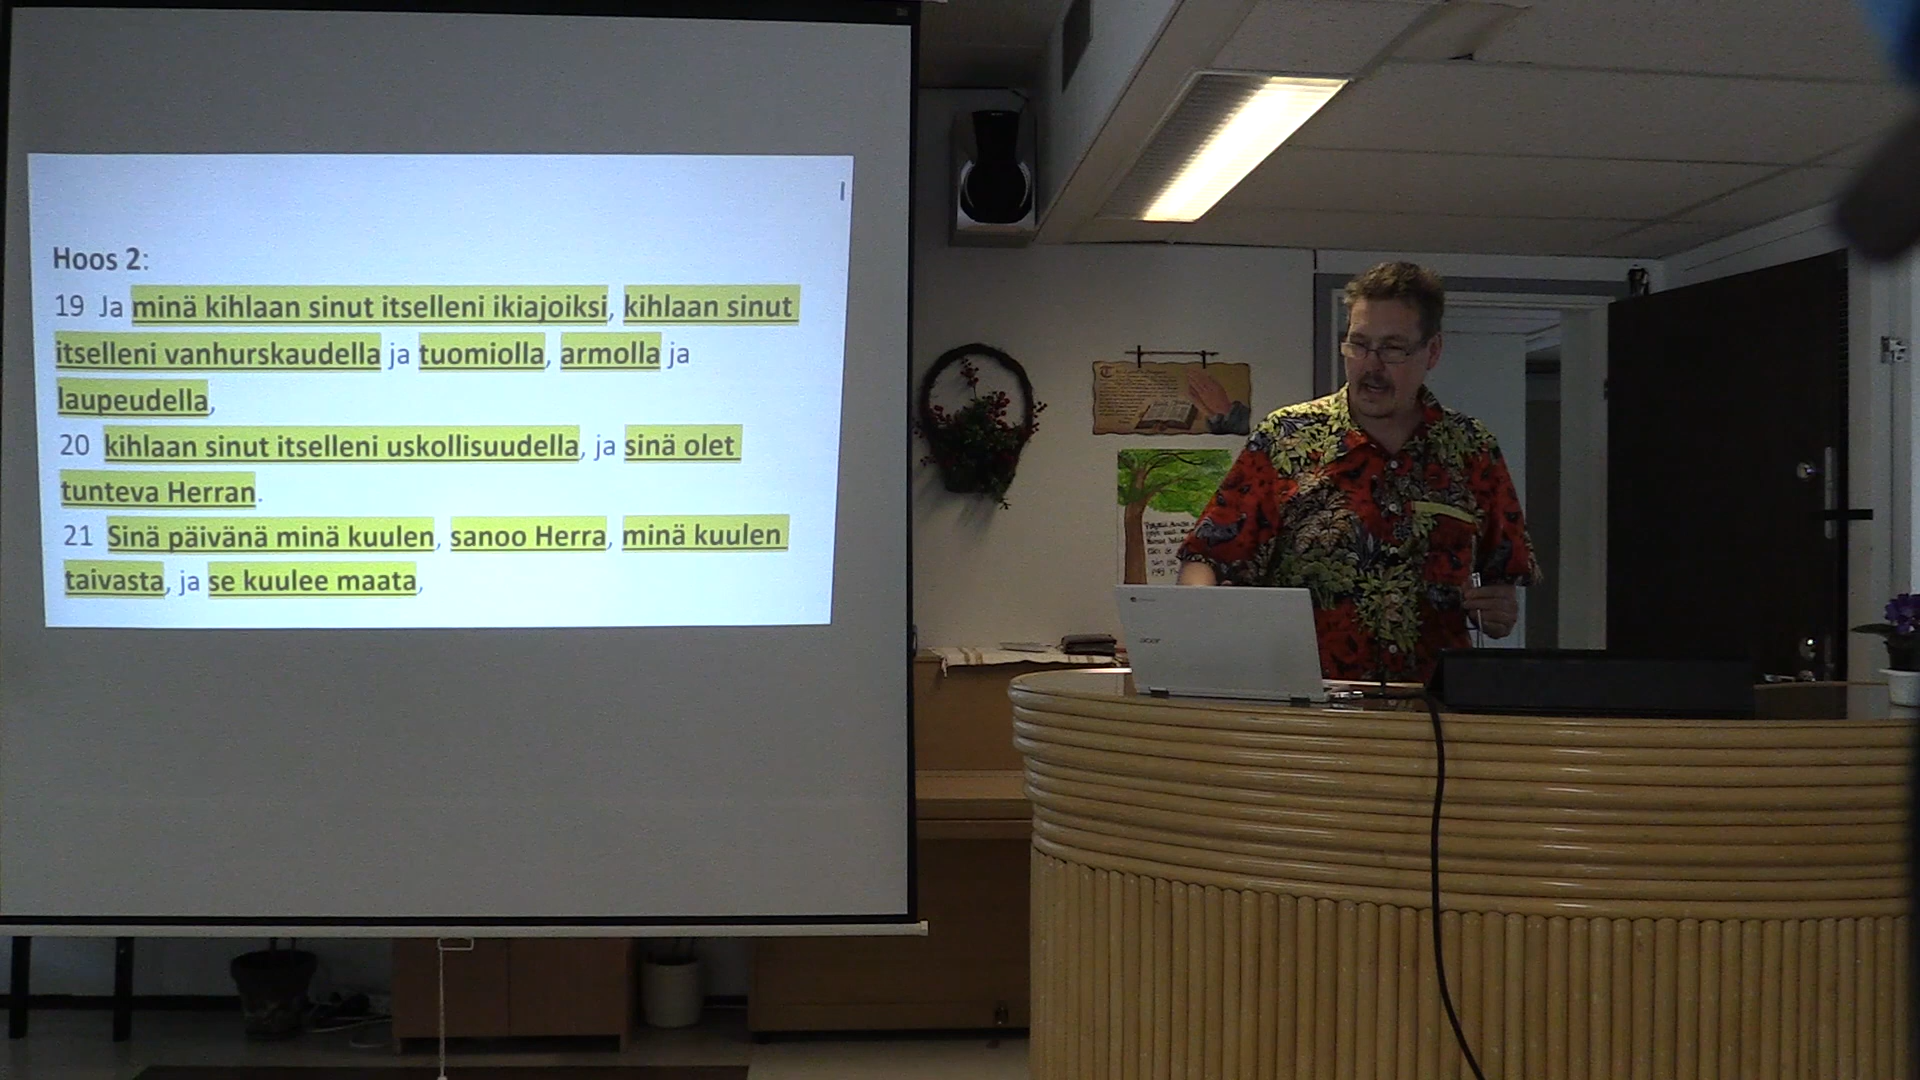 Hoos 2:
19 Ja minä kihlaan sinut itselleni ikiajoiksi, kihlaan sinut
itselleni vanhurskaudella ja tuomiolla, armolla ja
laupeudella,
20 kihlaan sinut itselleni uskollisuudella, ja sinä olet
tunteva Herran.
21 Sinä päivänä minä kuulen, sanoo Herra, minä kuulen
taivasta, ja se kuulee maata,
acer